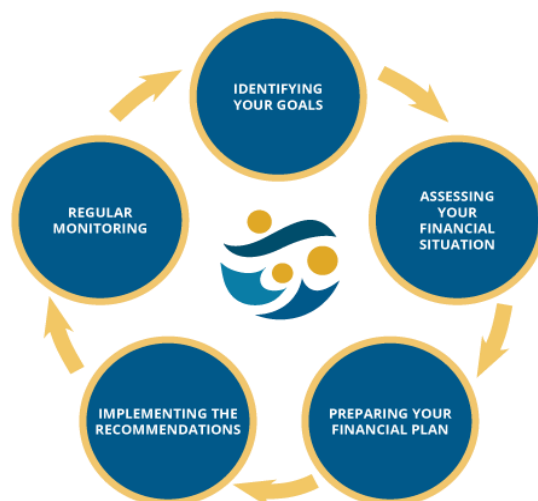 IDENTIFYING
YOUR GOALS
ASSESSING
YOUR
FINANCIAL
SITUATION
PREPARING YOUR
FINANCIAL PLAN
IMPLEMENTING THE
RECOMMENDATIONS
REGULAR
MONITORING